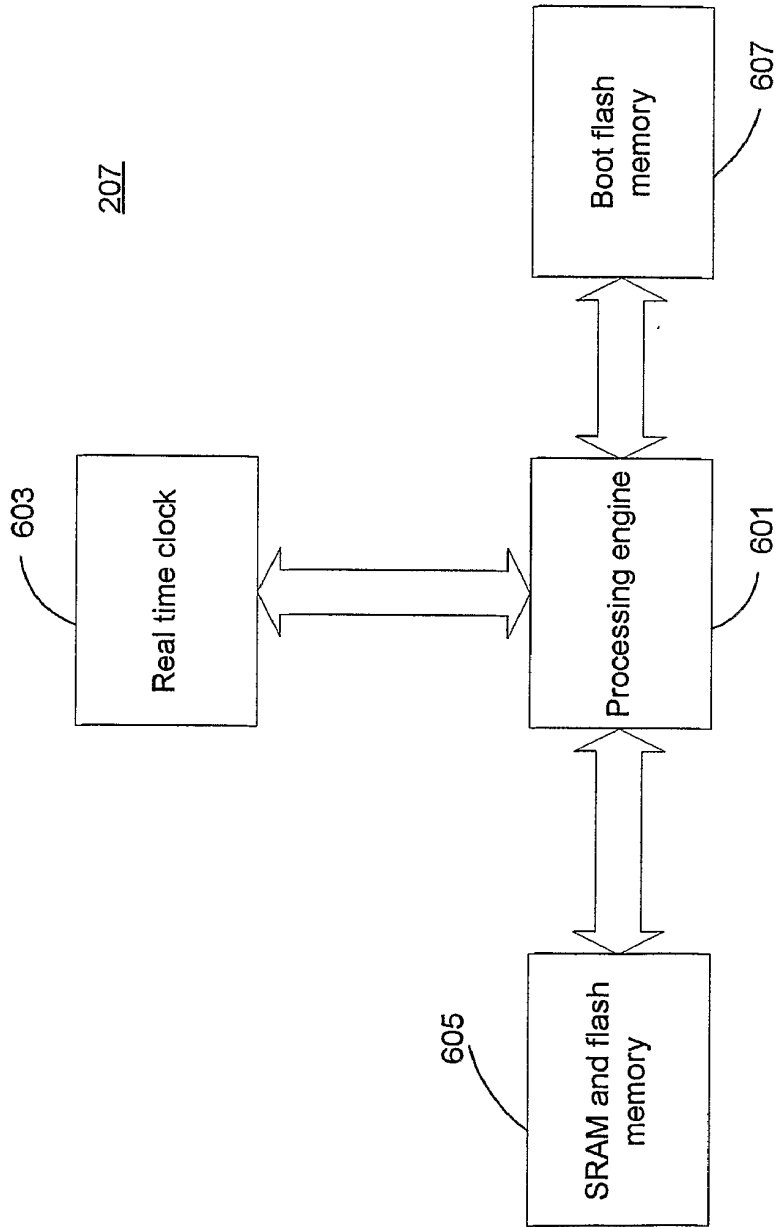 207
603
Real time clock
605
SRAM and flash
memory
Processing engine
601
Boot flash
memory
607